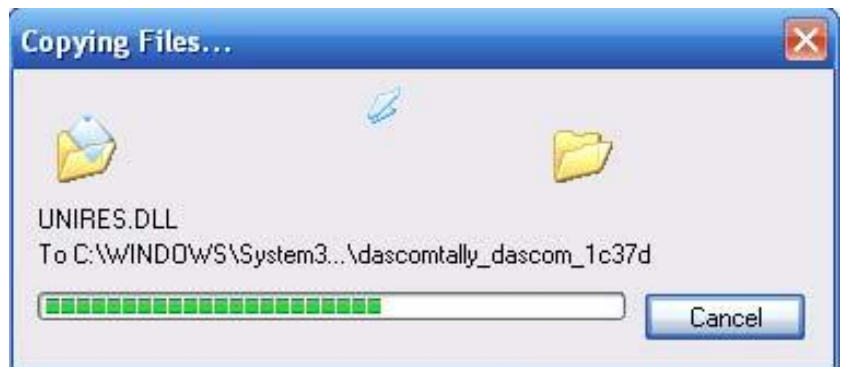 Copying Files...
UNIRES.DLL
To C:\WINDOWS\System3...\dascomtally_dascom_1c37d
Cancel